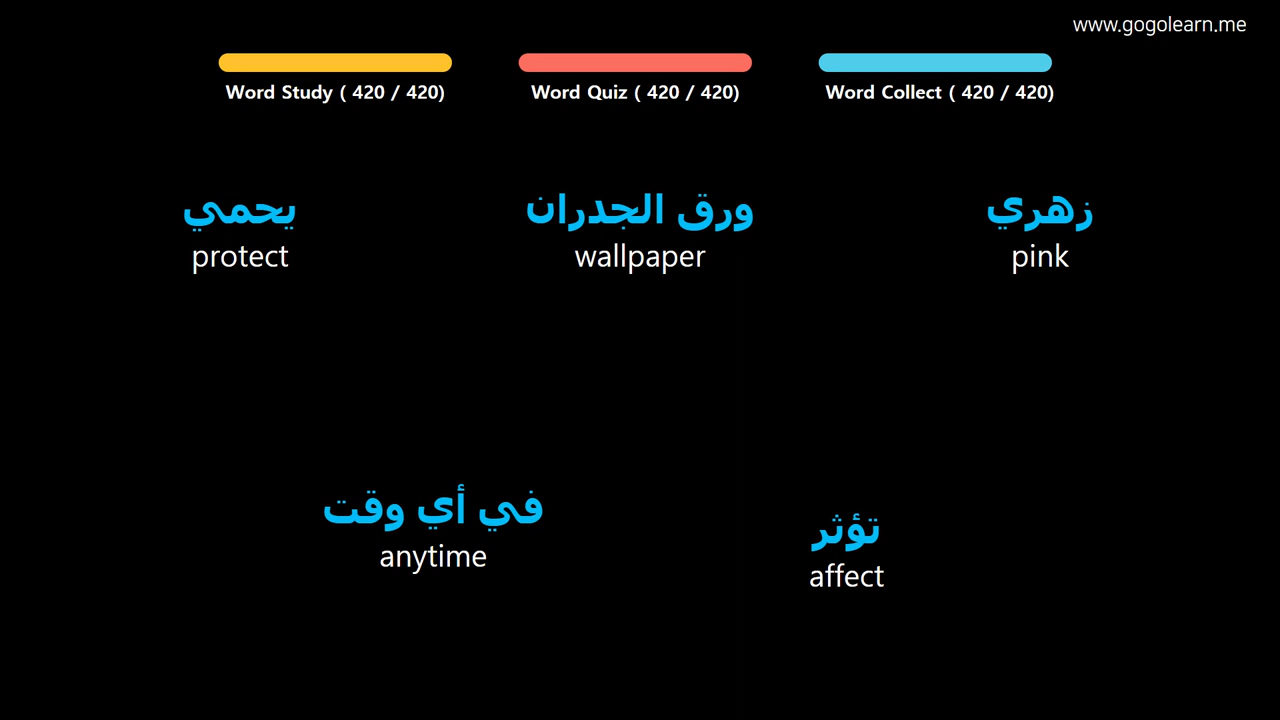 www.gogolearn.me
Word Study ( 420 / 420)
Word Quiz ( 420 / 420)
Word Collect ( 420 / 420)
يحمي
protect
ورق الجدران
wallpaper
زهري
pink
في أي وقت
anytime
تؤثر
affect